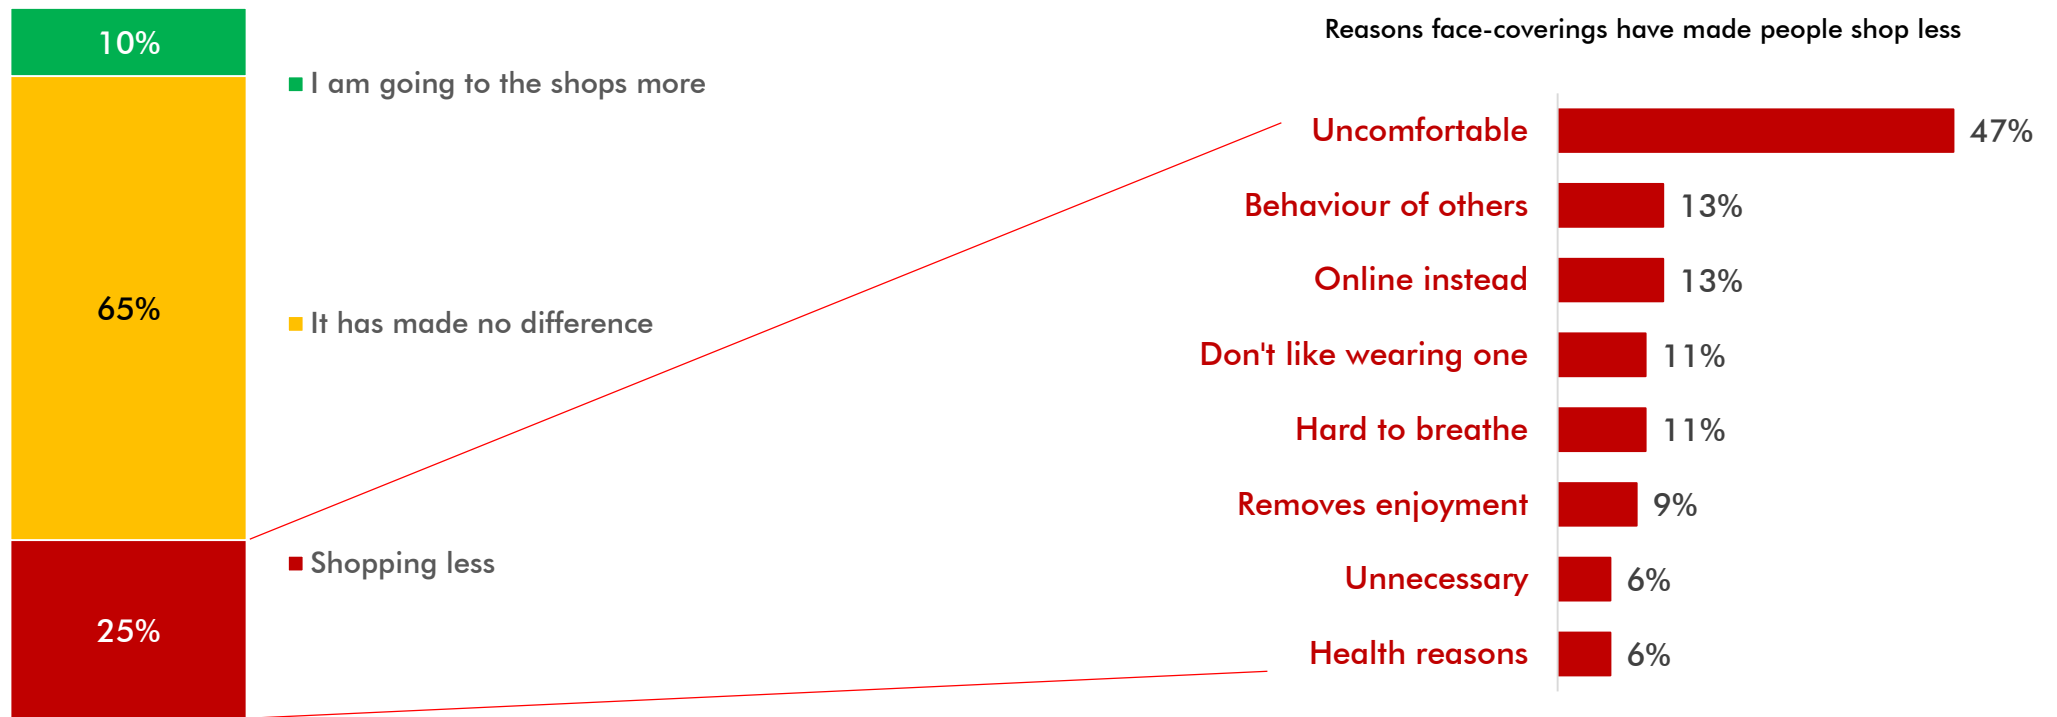 10%
65%
25%
I am going to the shops more
It has made no difference
Shopping less
Reasons face-coverings have made people shop less
Uncomfortable 47%
Behaviour of others 13%
Online instead 13%
Don't like wearing one 11%
Hard to breathe 11%
Removes enjoyment 9%
Unnecessary 6%
Health reasons 6%